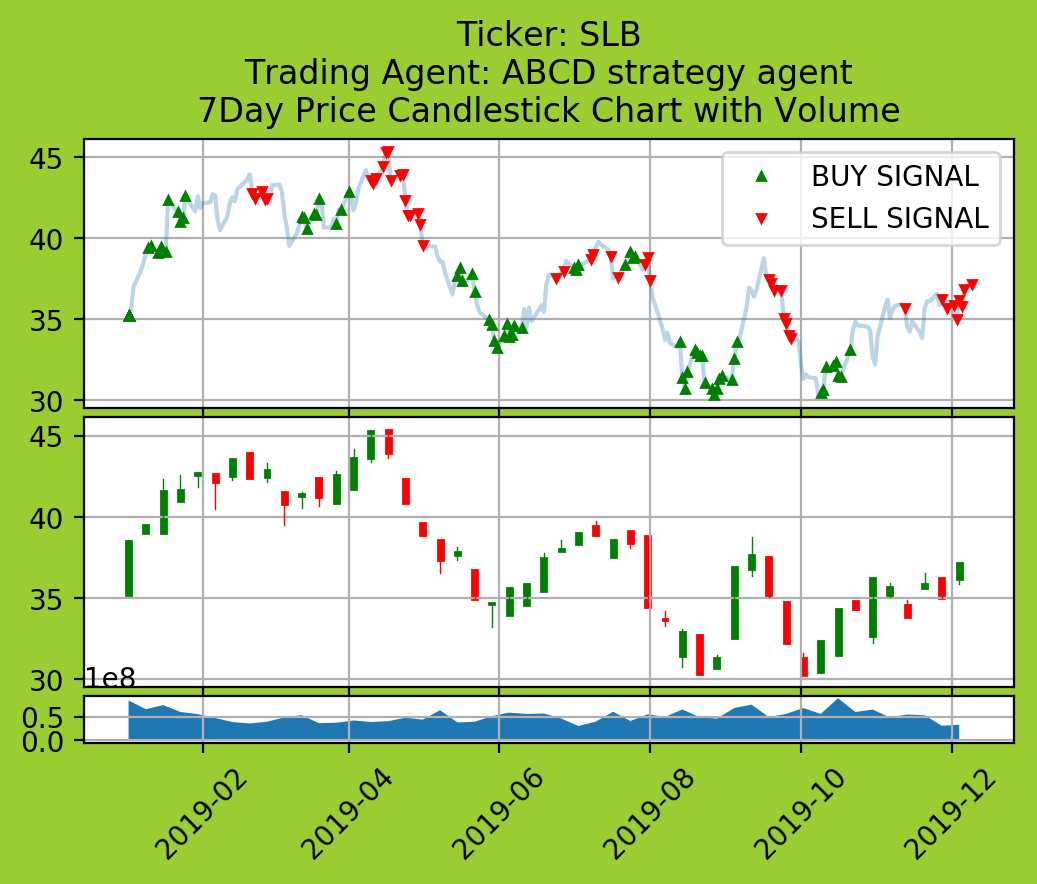 Ticker: SLB
Trading Agent: ABCD strategy agent
7Day Price Candlestick Chart with Volume
45
40
35
30
BUY SIGNAL
SELL SIGNAL
45
40
35
30
1e8
0.5
0.0
2019-02
2019-04
2019-06
2019-08
2019-10
2019-12